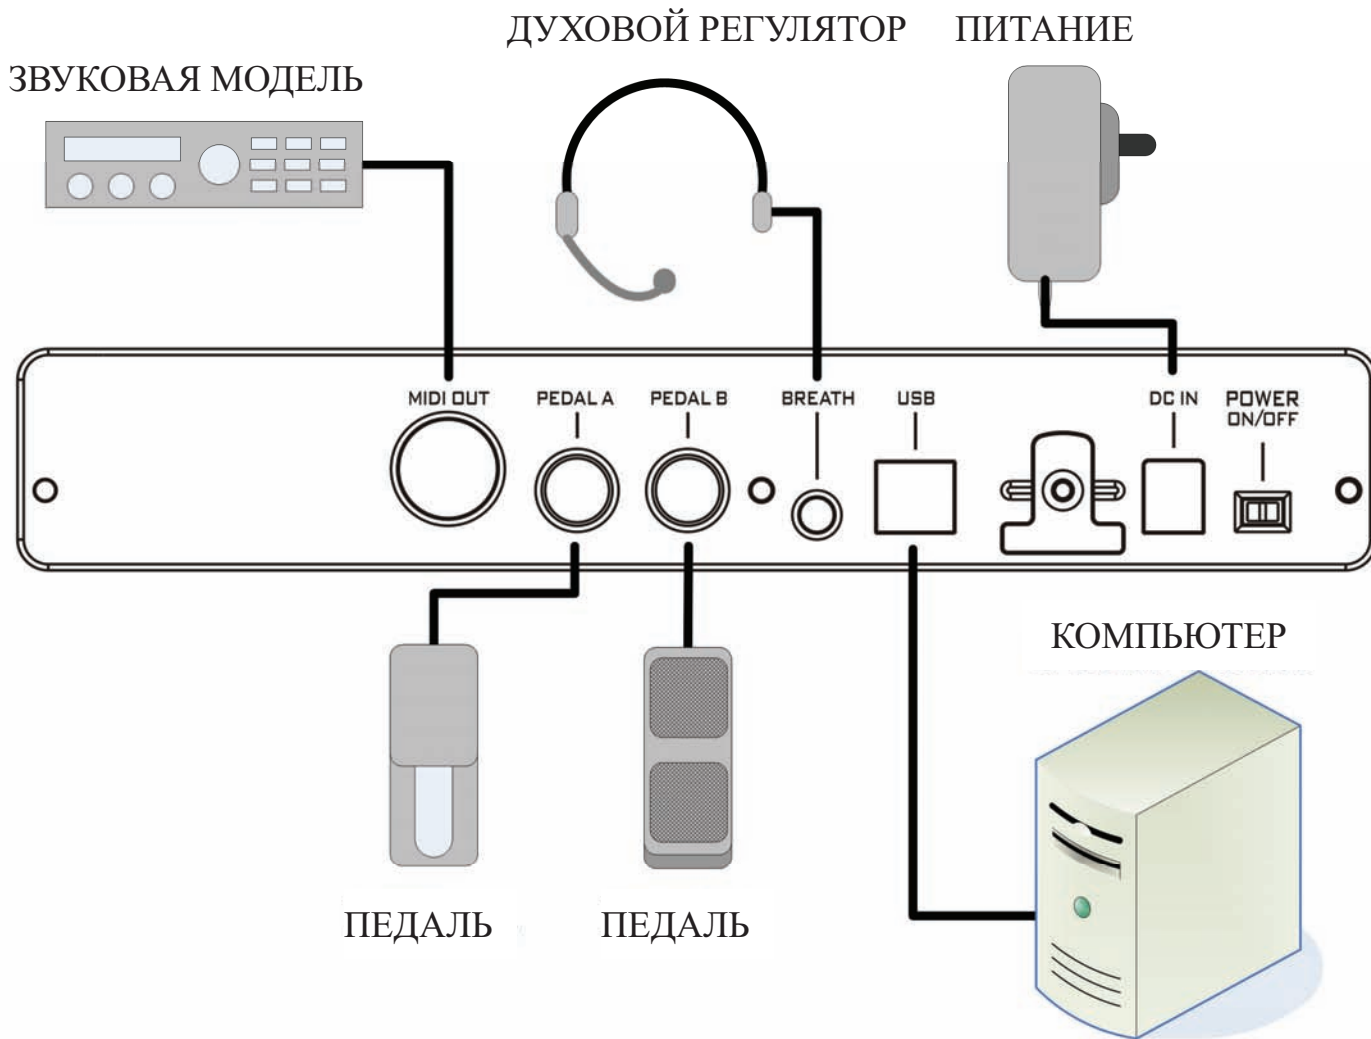 ДУХОВОЙ РЕГУЛЯТОР
ПИТАНИЕ
ЗВУКОВАЯ МОДЕЛЬ
MIDI OUT
PEDAL A
PEDAL B
BREATH
USB
DC IN
POWER
ON/OFF
КОМПЬЮТЕР
ПЕДАЛЬ
ПЕДАЛЬ